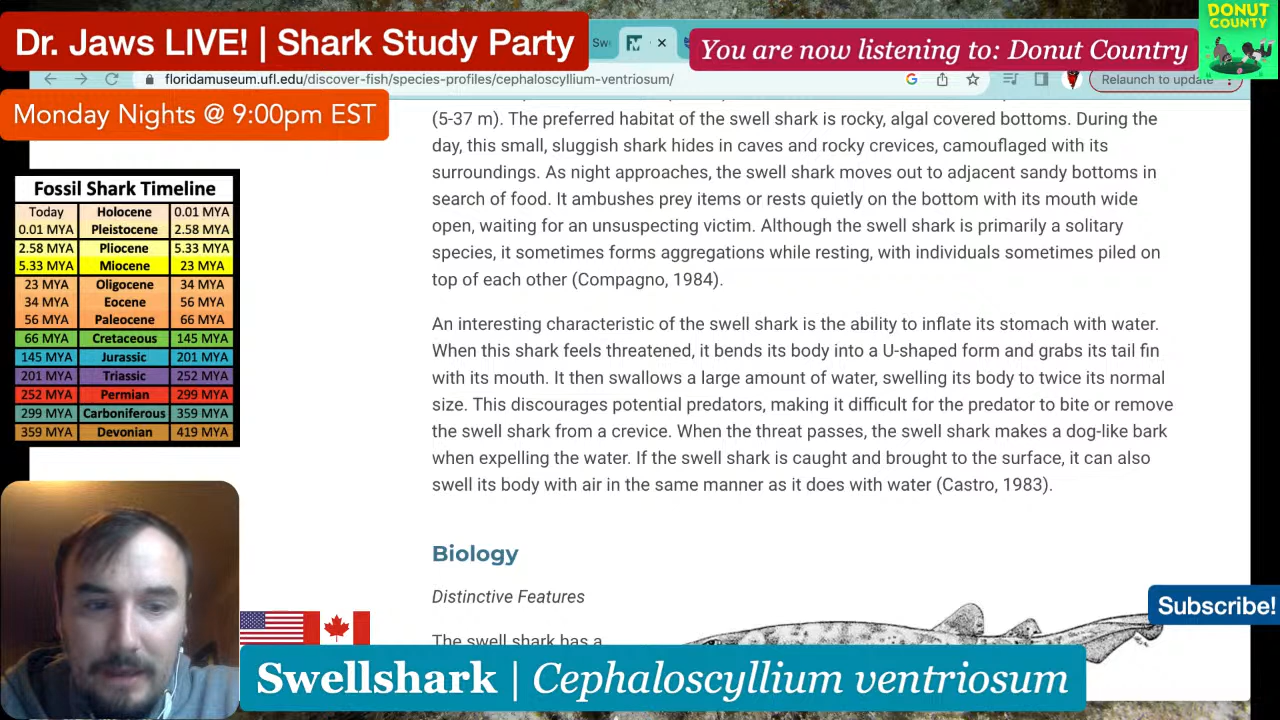 Dr. Jaws LIVE! | Shark Study Party
Swe
You are now listening to: Donut Country
DONUT
COUNTY
floridamuseum.ufl.edu/discover-fish/species-profiles/cephaloscyllium-ventriosum/
Relaunch to update
Monday Nights @ 9:00pm EST
(5-37 m). The preferred habitat of the swell shark is rocky, algal covered bottoms. During the
day, this small, sluggish shark hides in caves and rocky crevices, camouflaged with its
surroundings. As night approaches, the swell shark moves out to adjacent sandy bottoms in
search of food. It ambushes prey items or rests quietly on the bottom with its mouth wide
open, waiting for an unsuspecting victim. Although the swell shark is primarily a solitary
species, it sometimes forms aggregations while resting, with individuals sometimes piled on
top of each other (Compagno, 1984).
An interesting characteristic of the swell shark is the ability to inflate its stomach with water.
When this shark feels threatened, it bends its body into a U-shaped form and grabs its tail fin
with its mouth. It then swallows a large amount of water, swelling its body to twice its normal
size. This discourages potential predators, making it difficult for the predator to bite or remove
the swell shark from a crevice. When the threat passes, the swell shark makes a dog-like bark
when expelling the water. If the swell shark is caught and brought to the surface, it can also
swell its body with air in the same manner as it does with water (Castro, 1983).
Biology
Distinctive Features
The swell shark has a
Fossil Shark Timeline
Today Holocene 0.01 MYA
0.01 MYA Pleistocene 2.58 MYA
2.58 MYA Pliocene 5.33 MYA
5.33 MYA Miocene 23 MYA
23 MYA Oligocene 34 MYA
34 MYA Eocene 56 MYA
56 MYA Paleocene 66 MYA
66 MYA Cretaceous 145 MYA
145 MYA Jurassic 201 MYA
201 MYA Triassic 252 MYA
252 MYA Permian 299 MYA
299 MYA Carboniferous 359 MYA
359 MYA Devonian 419 MYA
Subscribe!
Swellshark | Cephaloscyllium ventriosum